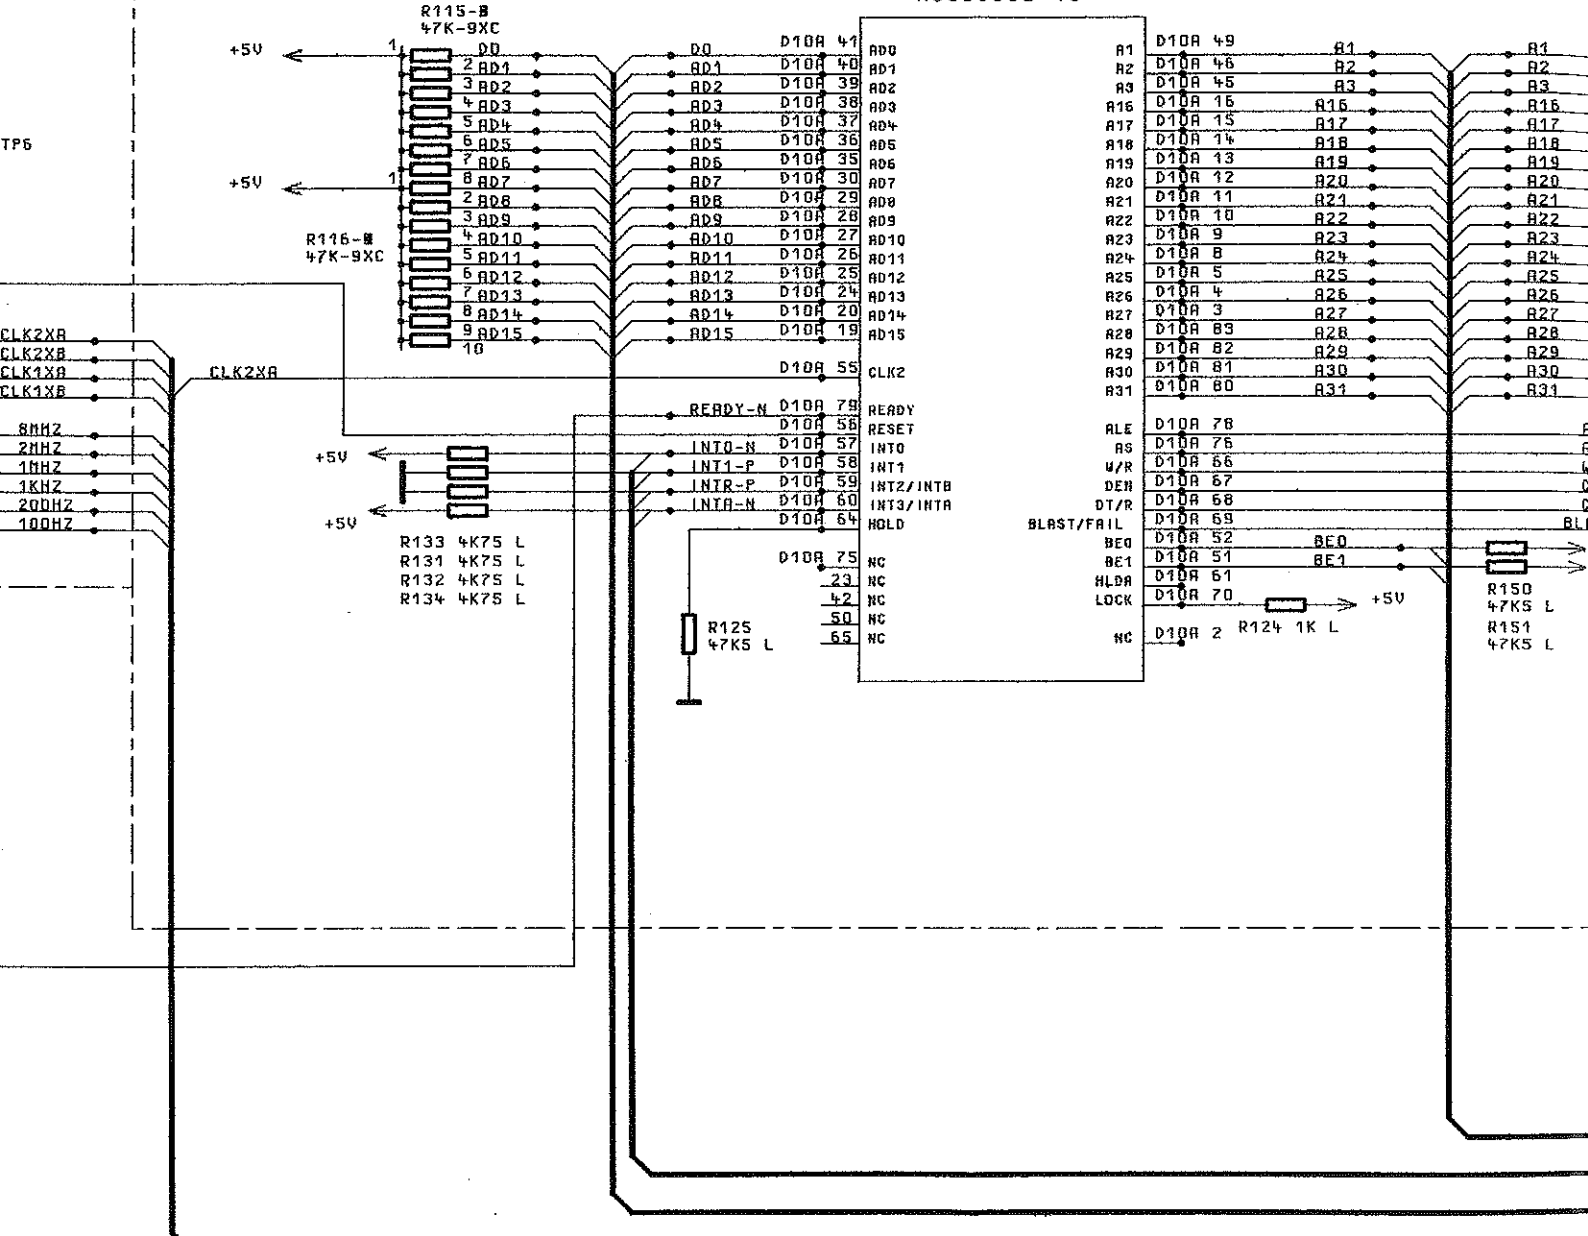 R115-B
47K-9XC
+5V
1 D0
2 AD1
3 AD2
4 AD3
5 AD4
6 AD5
7 AD6
8 AD7
+5V
1
2 AD8
3 AD9
4 AD10
5 AD11
6 AD12
7 AD13
8 AD14
9 AD15
10
R116-B
47K-9XC
TP6
D0 D10A 41 AD0
AD1 D10A 40 AD1
AD2 D10A 39 AD2
AD3 D10A 38 AD3
AD4 D10A 37 AD4
AD5 D10A 36 AD5
AD6 D10A 35 AD6
AD7 D10A 30 AD7
AD8 D10A 29 AD8
AD9 D10A 28 AD9
AD10 D10A 27 AD10
AD11 D10A 26 AD11
AD12 D10A 25 AD12
AD13 D10A 24 AD13
AD14 D10A 20 AD14
AD15 D10A 19 AD15
CLK2XA
CLK2XB
CLK1XA
CLK1XB
8MHZ
2MHZ
1MHZ
1KHZ
200HZ
100HZ
CLK2XA D10A 55 CLK2
READY-N D10A 79 READY
D10A 56 RESET
+5V INT0-N D10A 57 INT0
INT1-P D10A 58 INT1
INTR-P D10A 59 INT2/INTB
+5V INTA-N D10A 60 INT3/INTA
D10A 64 HOLD
R133 4K75 L
R131 4K75 L
R132 4K75 L
R134 4K75 L
D10A 75 NC
23 NC
42 NC
50 NC
65 NC
R125
47K5 L
A1 D10A 49 A1 A1
A2 D10A 46 A2 A2
A3 D10A 45 A3 A3
A16 D10A 16 A16 A16
A17 D10A 15 A17 A17
A18 D10A 14 A18 A18
A19 D10A 13 A19 A19
A20 D10A 12 A20 A20
A21 D10A 11 A21 A21
A22 D10A 10 A22 A22
A23 D10A 9 A23 A23
A24 D10A 8 A24 A24
A25 D10A 5 A25 A25
A26 D10A 4 A26 A26
A27 D10A 3 A27 A27
A28 D10A 83 A28 A28
A29 D10A 82 A29 A29
A30 D10A 81 A30 A30
A31 D10A 80 A31 A31
ALE D10A 78
AS D10A 76
W/R D10A 66
DEN D10A 67
DT/R D10A 68
BLAST/FAIL D10A 69
BE0 D10A 52 BE0
BE1 D10A 51 BE1
HLDA D10A 61
LOCK D10A 70 +5V
R124 1K L
NC D10A 2
R150
47K5 L
R151
47K5 L